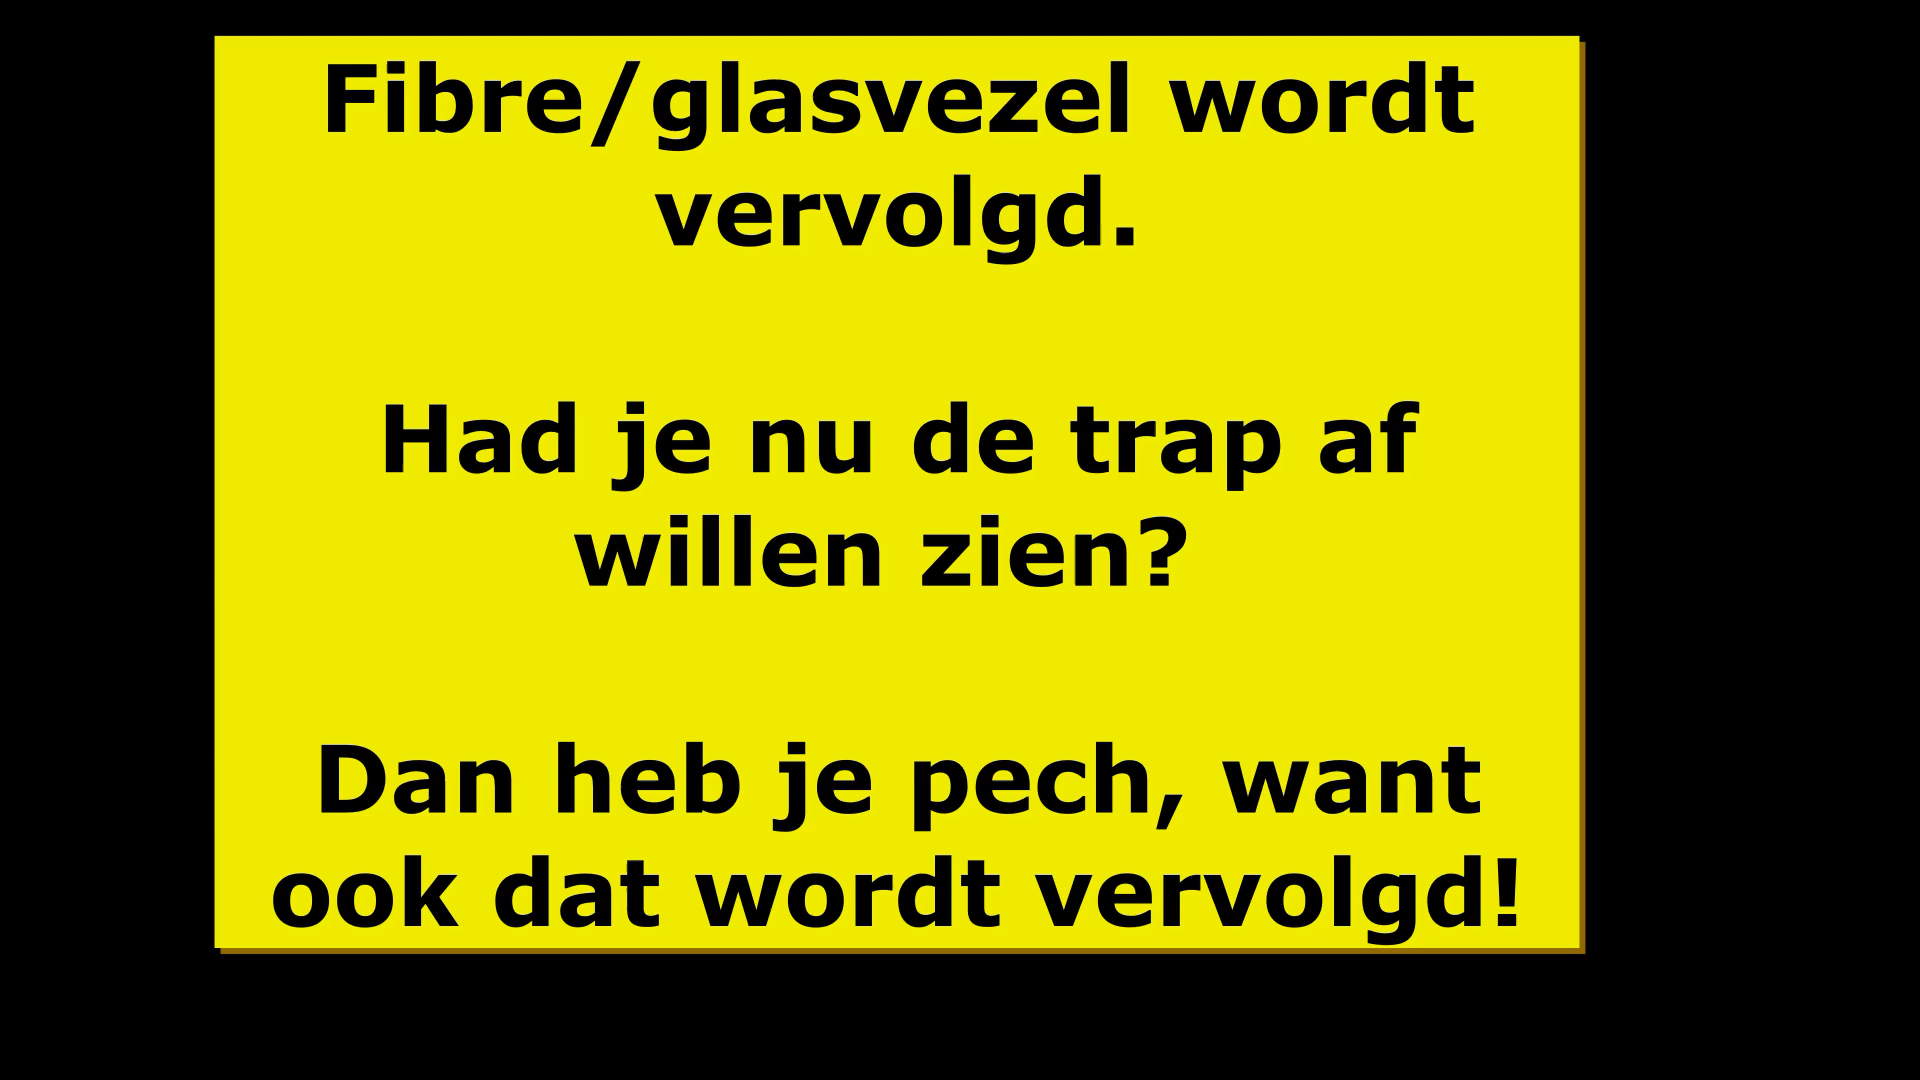 Fibre/glasvezel wordt
vervolgd.
Had je nu de trap af
willen zien?
Dan heb je pech, want
ook dat wordt vervolgd!